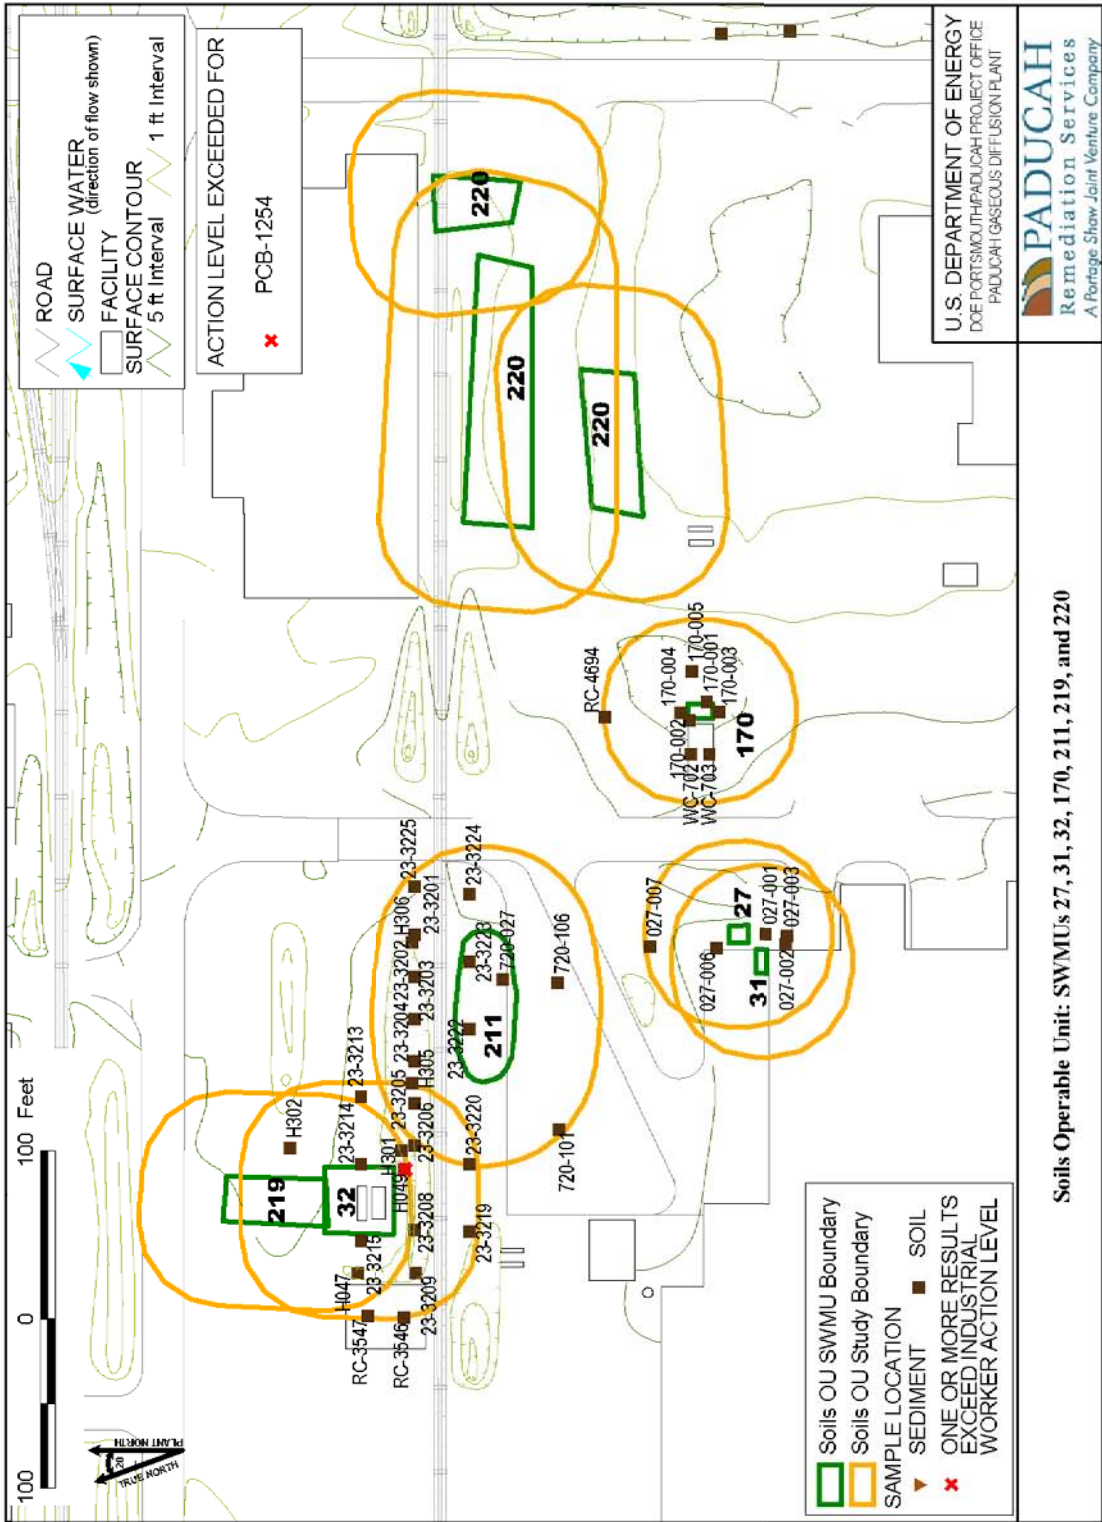 100
0
100 Feet
TRUE NORTH
20
PLANT NORTH
ROAD
SURFACE WATER
(direction of flow shown)
FACILITY
SURFACE CONTOUR
5 ft Interval
1 ft Interval
ACTION LEVEL EXCEEDED FOR
PCB-1254
219
H302
32
23-3214
23-3213
H047
23-3215
RC-3547
RC-3546
23-3209
H049
23-3208
H301
23-3206
23-3205
H305
23-3204
23-3203
23-3202
H306
23-3201
23-3225
23-3219
23-3220
23-3222
211
23-3223
23-3224
720-027
720-101
720-106
220
220
220
RC-4694
170-004
170-005
170-002
170-001
170-003
WC-702
WC-703
170
027-007
027-006
27
027-001
31
027-002
027-003
Soils OU SWMU Boundary
Soils OU Study Boundary
SAMPLE LOCATION
SEDIMENT
SOIL
ONE OR MORE RESULTS
EXCEED INDUSTRIAL
WORKER ACTION LEVEL
U.S. DEPARTMENT OF ENERGY
DOE PORTSMOUTH/PADUCAH PROJECT OFFICE
PADUCAH GASEOUS DIFFUSION PLANT
PADUCAH
Remediation Services
A Portage Shaw Joint Venture Company
Soils Operable Unit: SWMUs 27, 31, 32, 170, 211, 219, and 220